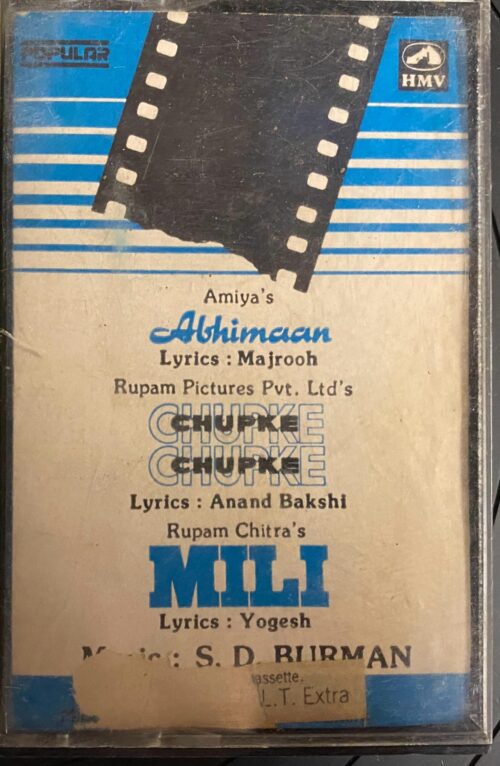 POPULAR
HMV
Amiya's
Abhimaan
Lyrics : Majrooh
Rupam Pictures Pvt. Ltd's
CHUPKE
CHUPKE
Lyrics : Anand Bakshi
Rupam Chitra's
MILI
Lyrics : Yogesh
: S. D. BURMAN
assette.
L.T. Extra